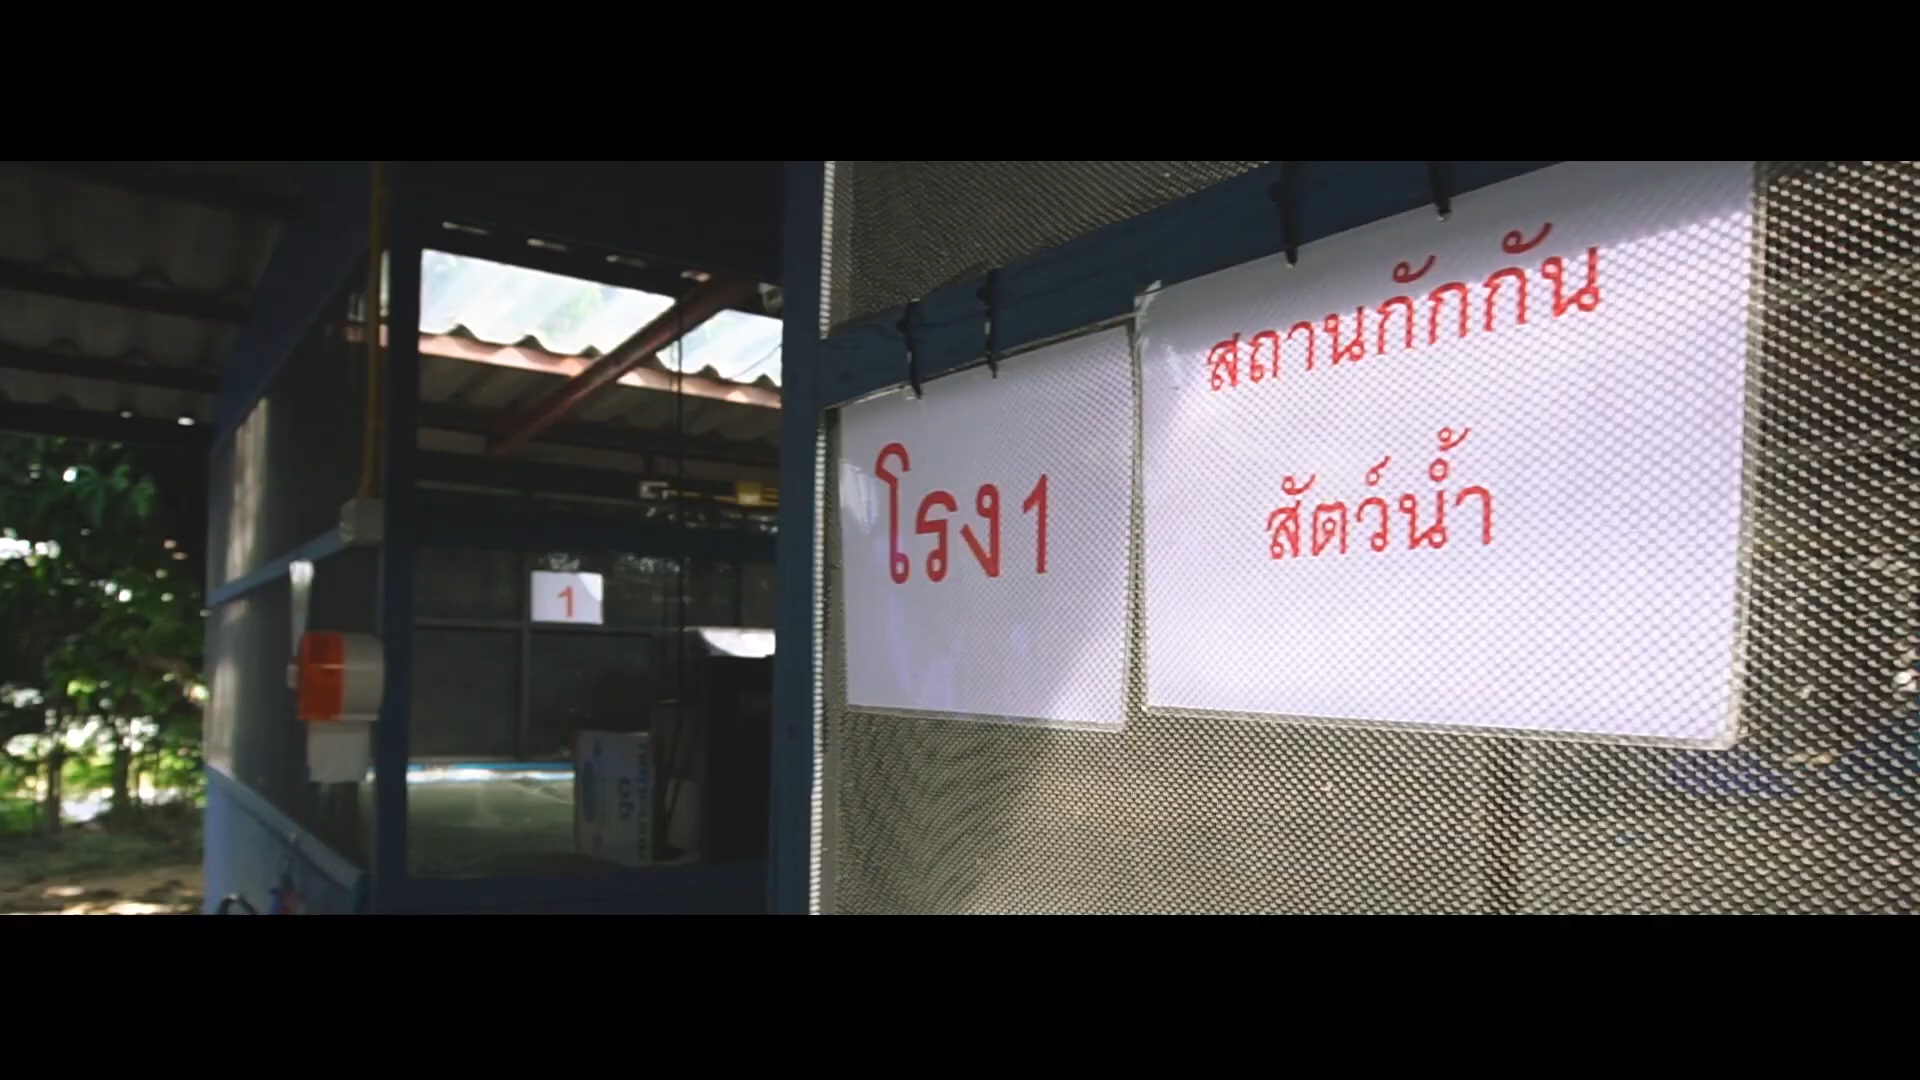 สถานกักกัน
สัตว์น้ำ
โรง 1
1